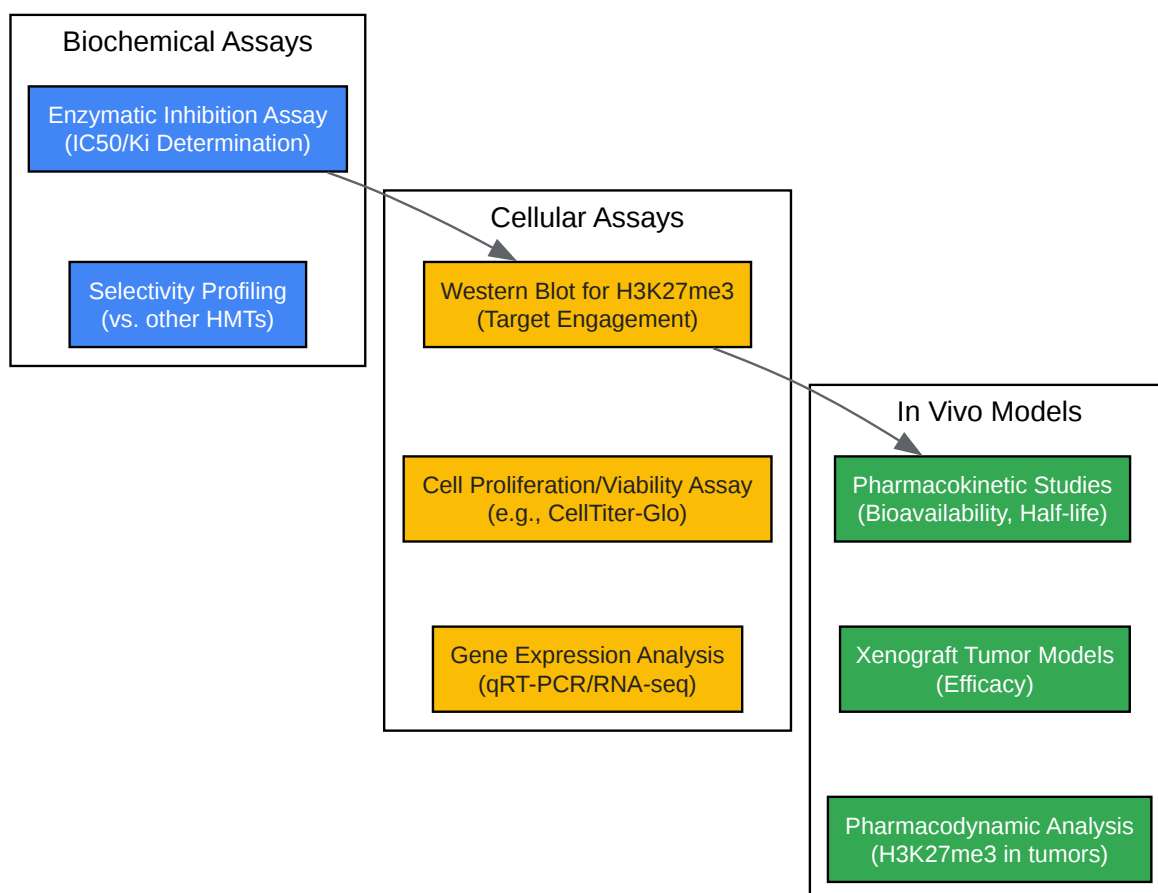 Biochemical Assays
Enzymatic Inhibition Assay
(IC50/Ki Determination)
Selectivity Profiling
(vs. other HMTs)
Cellular Assays
Western Blot for H3K27me3
(Target Engagement)
Cell Proliferation/Viability Assay
(e.g., CellTiter-Glo)
Gene Expression Analysis
(qRT-PCR/RNA-seq)
In Vivo Models
Pharmacokinetic Studies
(Bioavailability, Half-life)
Xenograft Tumor Models
(Efficacy)
Pharmacodynamic Analysis
(H3K27me3 in tumors)